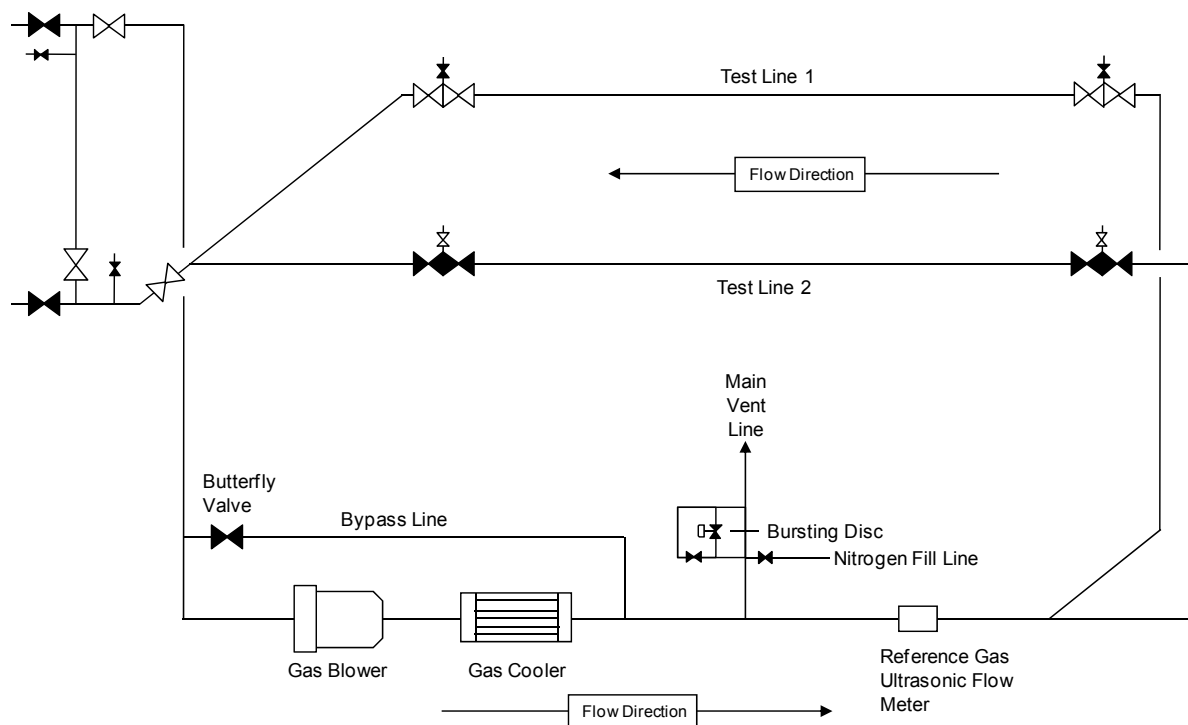 Test Line 1
Flow Direction
Test Line 2
Main
Vent
Line
Butterfly
Valve
Bypass Line
Bursting Disc
Nitrogen Fill Line
Gas Blower
Gas Cooler
Reference Gas
Ultrasonic Flow
Meter
Flow Direction